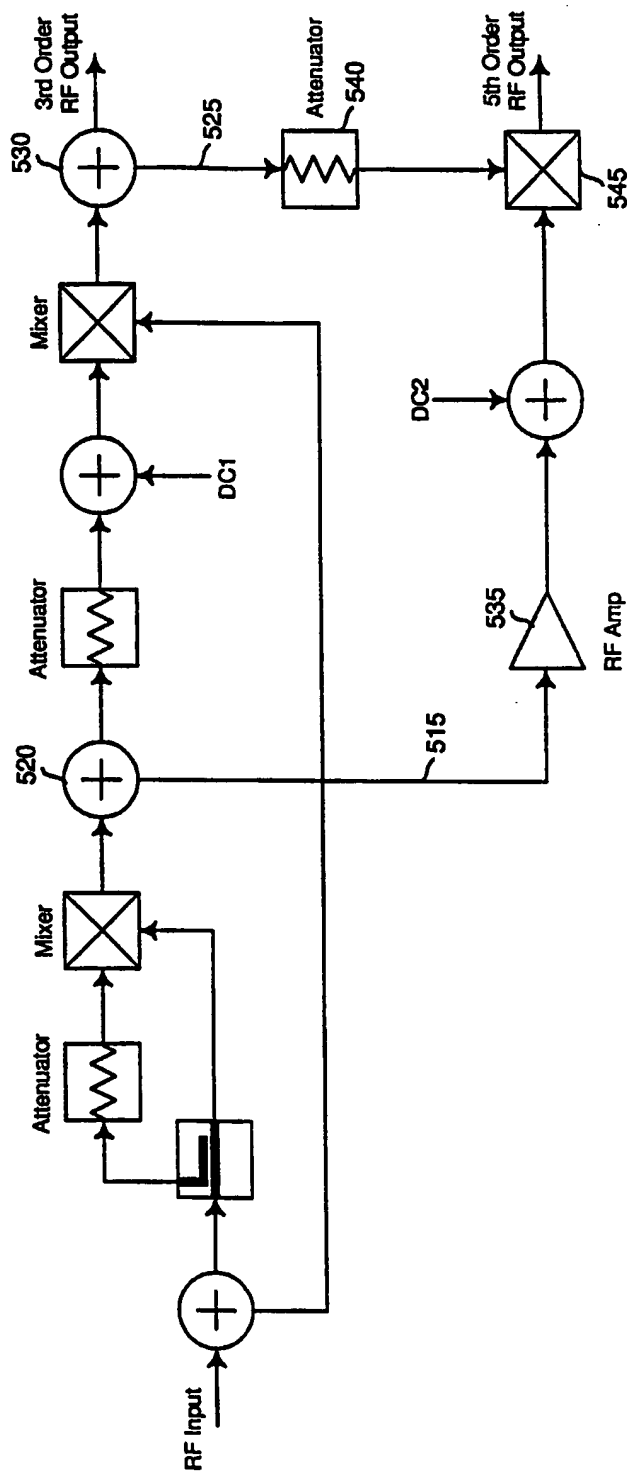 RF Input
Attenuator
Mixer
520
515
Attenuator
DC1
Mixer
530
3rd Order
RF Output
525
Attenuator
540
RF Amp
535
DC2
5th Order
RF Output
545